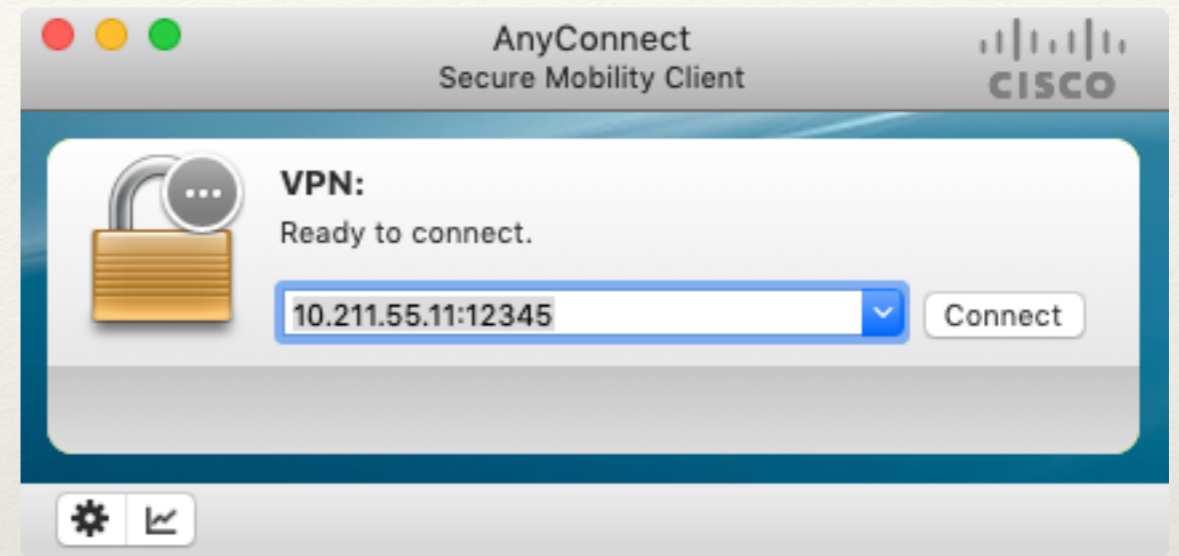 AnyConnect
Secure Mobility Client
CISCO
VPN:
Ready to connect.
10.211.55.11:12345
Connect